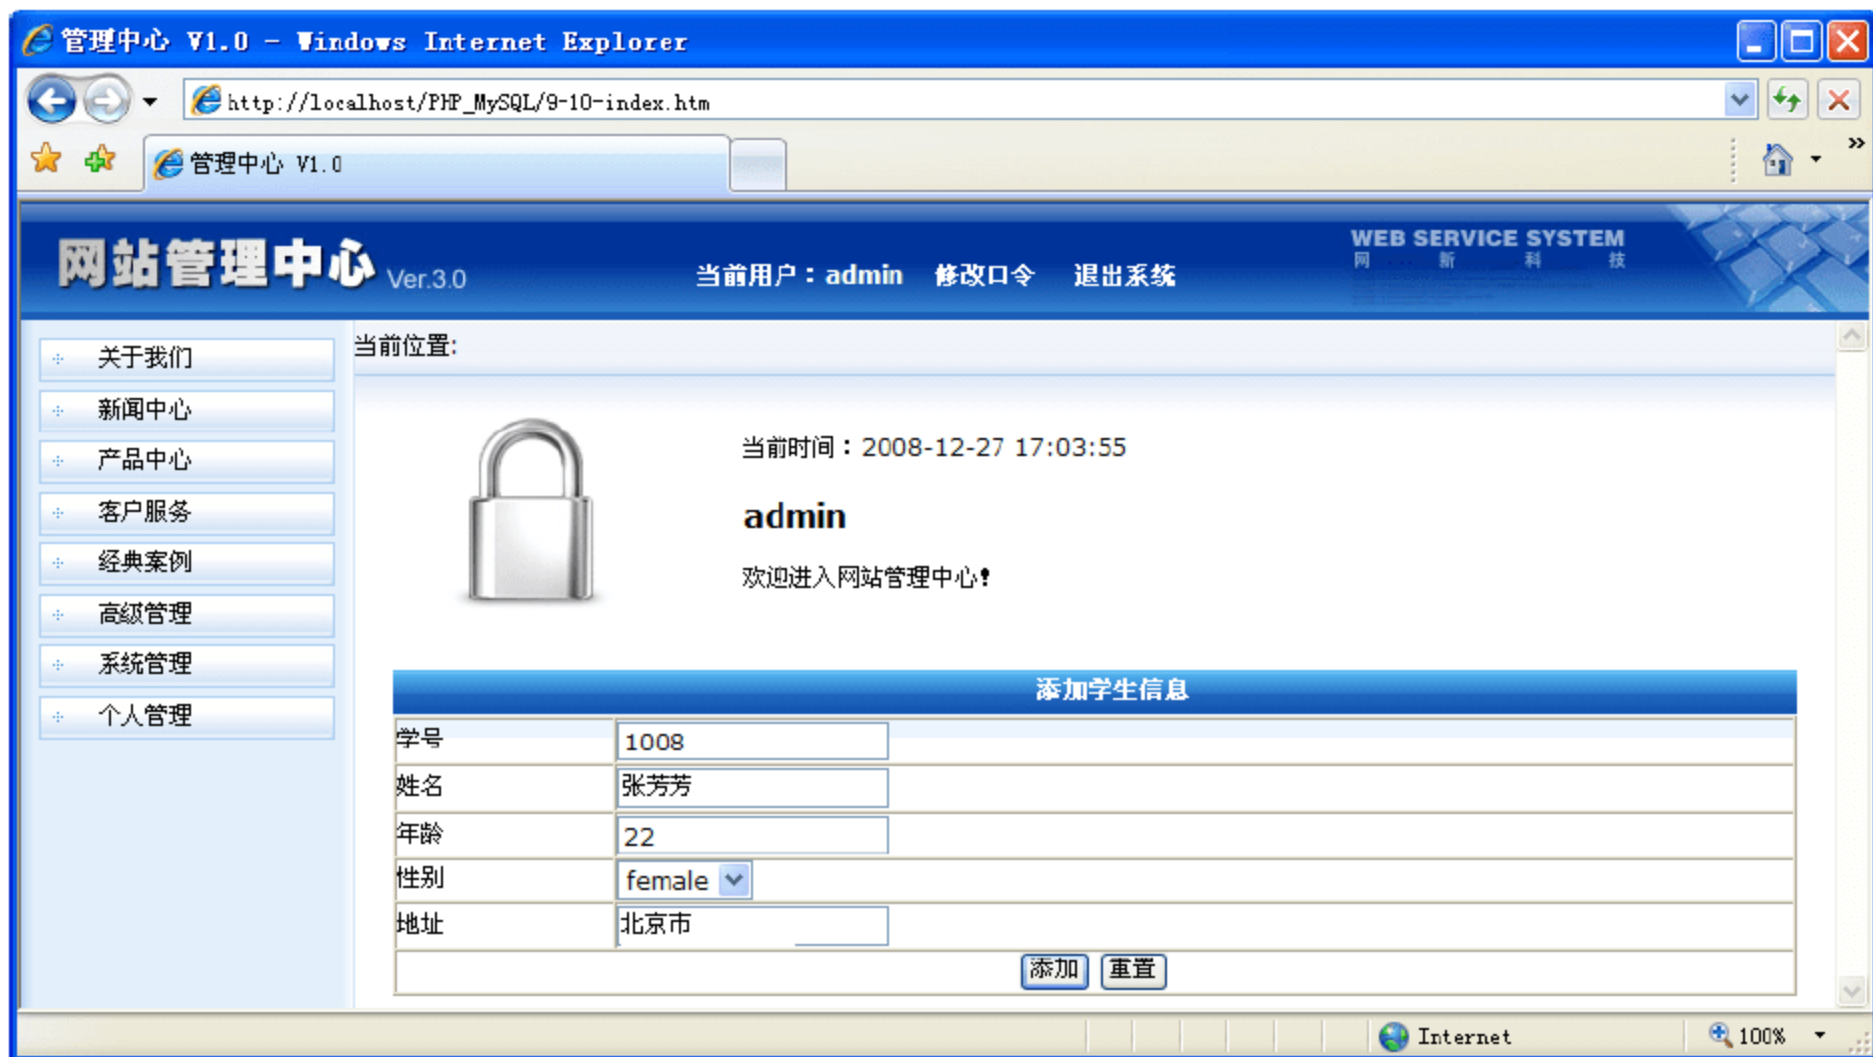 管理中心 V1.0 - Windows Internet Explorer
http://localhost/PHP_MySQL/9-10-index.htm
管理中心 V1.0
网站管理中心 Ver.3.0
当前用户：admin 修改口令 退出系统
WEB SERVICE SYSTEM
网 新 科 技
关于我们
新闻中心
产品中心
客户服务
经典案例
高级管理
系统管理
个人管理
当前位置:
当前时间：2008-12-27 17:03:55
admin
欢迎进入网站管理中心!
添加学生信息
学号 1008
姓名 张芳芳
年龄 22
性别 female
地址 北京市
添加 重置
Internet 100%